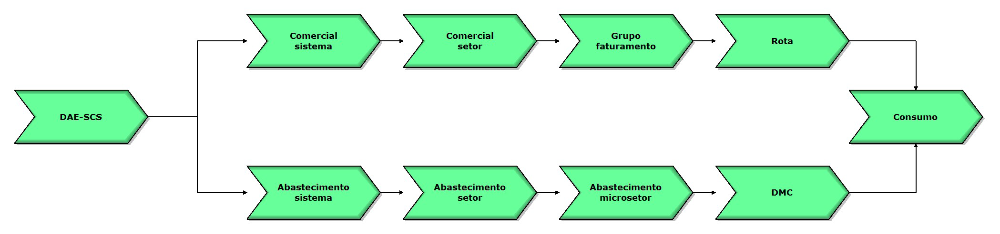 Comercial
sistema
Comercial
setor
Grupo
faturamento
Rota
DAE-SCS
Consumo
Abastecimento
sistema
Abastecimento
setor
Abastecimento
microsetor
DMC